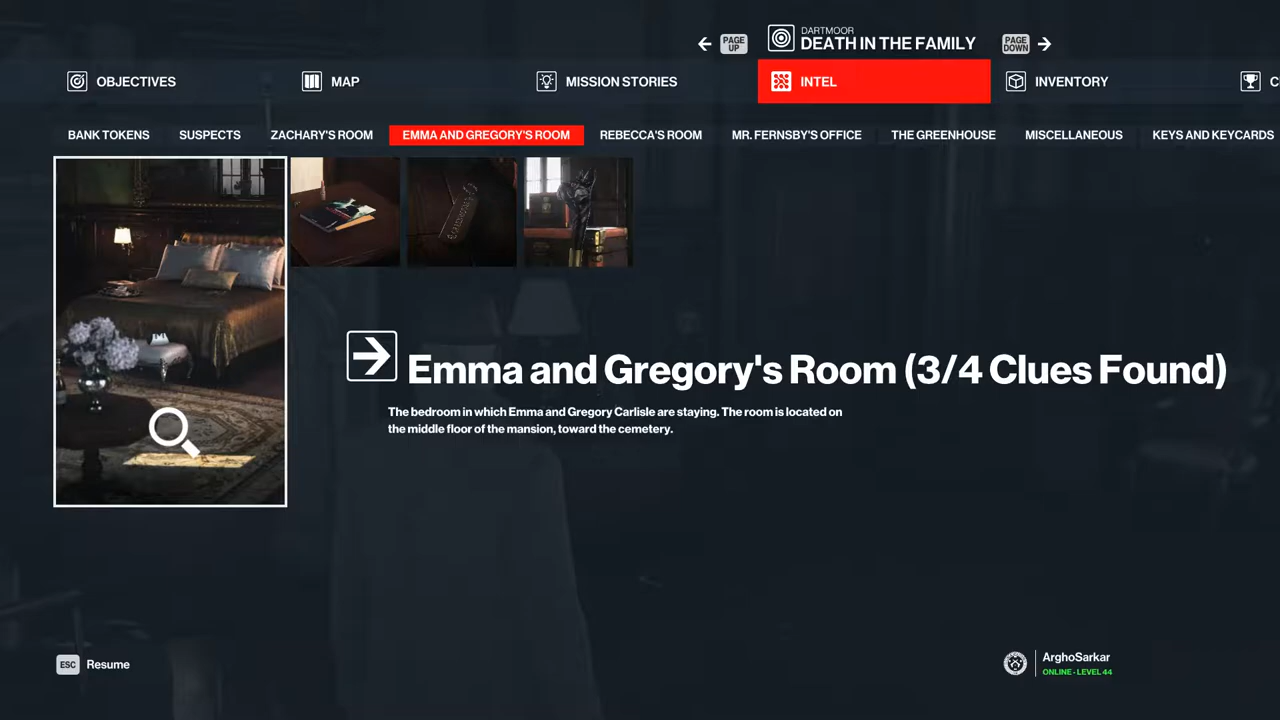 DARTMOOR
PAGE UP
DEATH IN THE FAMILY
PAGE DOWN
OBJECTIVES
MAP
MISSION STORIES
INTEL
INVENTORY
C
BANK TOKENS
SUSPECTS
ZACHARY'S ROOM
EMMA AND GREGORY'S ROOM
REBECCA'S ROOM
MR. FERNSBY'S OFFICE
THE GREENHOUSE
MISCELLANEOUS
KEYS AND KEYCARDS
Emma and Gregory's Room (3/4 Clues Found)
The bedroom in which Emma and Gregory Carlisle are staying. The room is located on
the middle floor of the mansion, toward the cemetery.
ESC Resume
ArghoSarkar
ONLINE - LEVEL 44